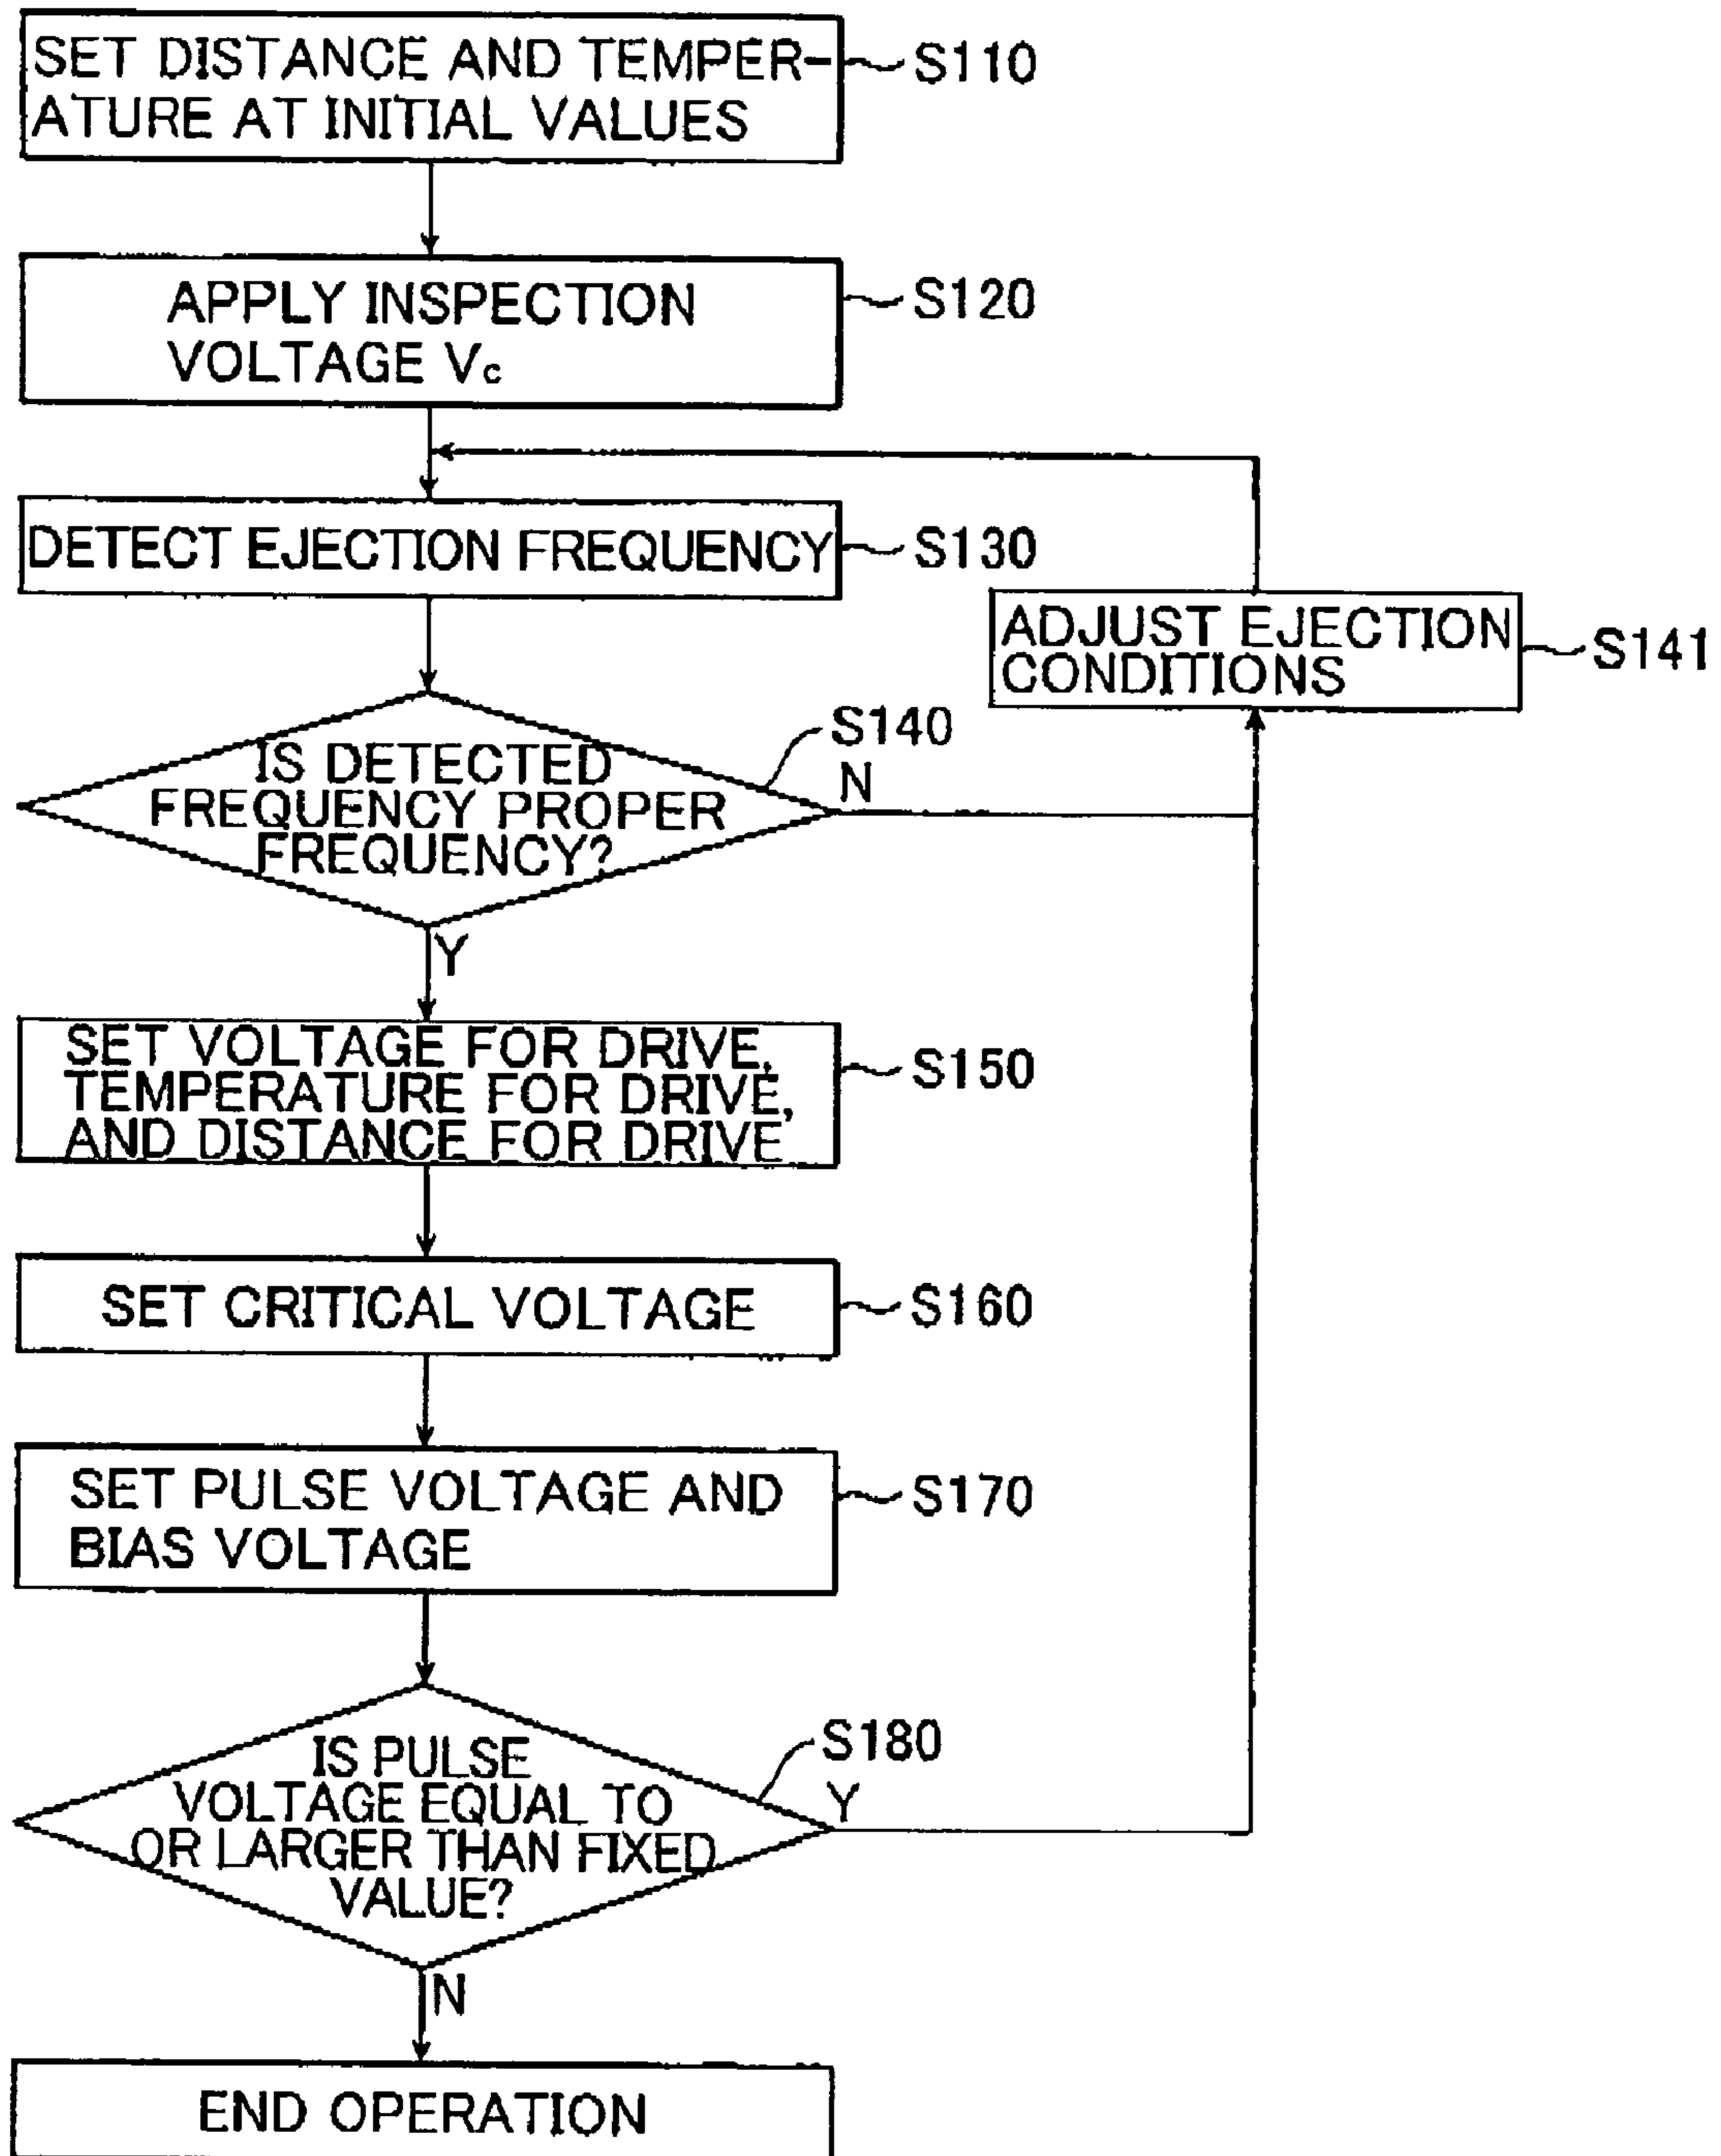 SET DISTANCE AND TEMPER-
ATURE AT INITIAL VALUES
S110
APPLY INSPECTION
VOLTAGE Vc
S120
DETECT EJECTION FREQUENCY
S130
ADJUST EJECTION
CONDITIONS
S141
IS DETECTED
FREQUENCY PROPER
FREQUENCY?
S140
N
Y
SET VOLTAGE FOR DRIVE,
TEMPERATURE FOR DRIVE,
AND DISTANCE FOR DRIVE
S150
SET CRITICAL VOLTAGE
S160
SET PULSE VOLTAGE AND
BIAS VOLTAGE
S170
IS PULSE
VOLTAGE EQUAL TO
OR LARGER THAN FIXED
VALUE?
S180
Y
N
END OPERATION